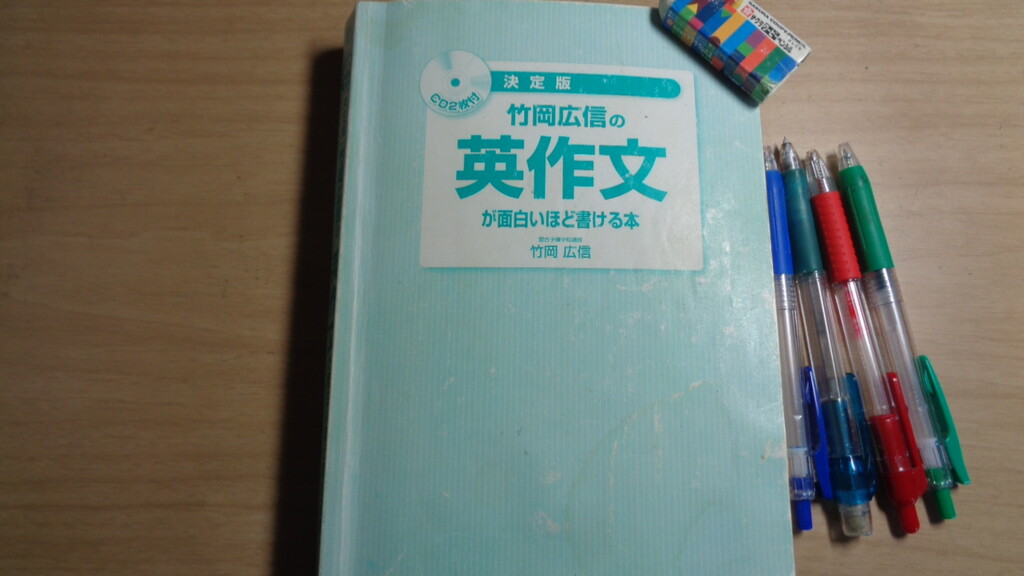 CD2枚付
決定版
竹岡広信の
英作文
が面白いほど書ける本
竹岡 広信